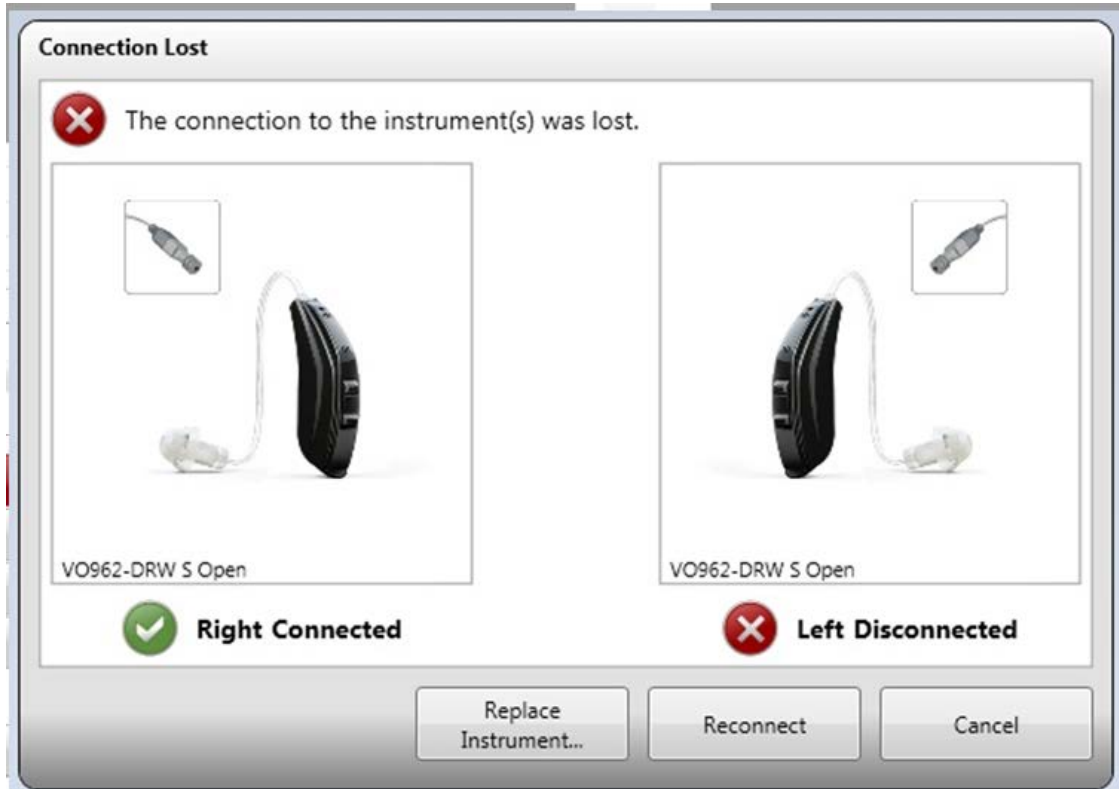 Connection Lost
The connection to the instrument(s) was lost.
VO962-DRW S Open
VO962-DRW S Open
Right Connected
Left Disconnected
Replace
Instrument...
Reconnect
Cancel